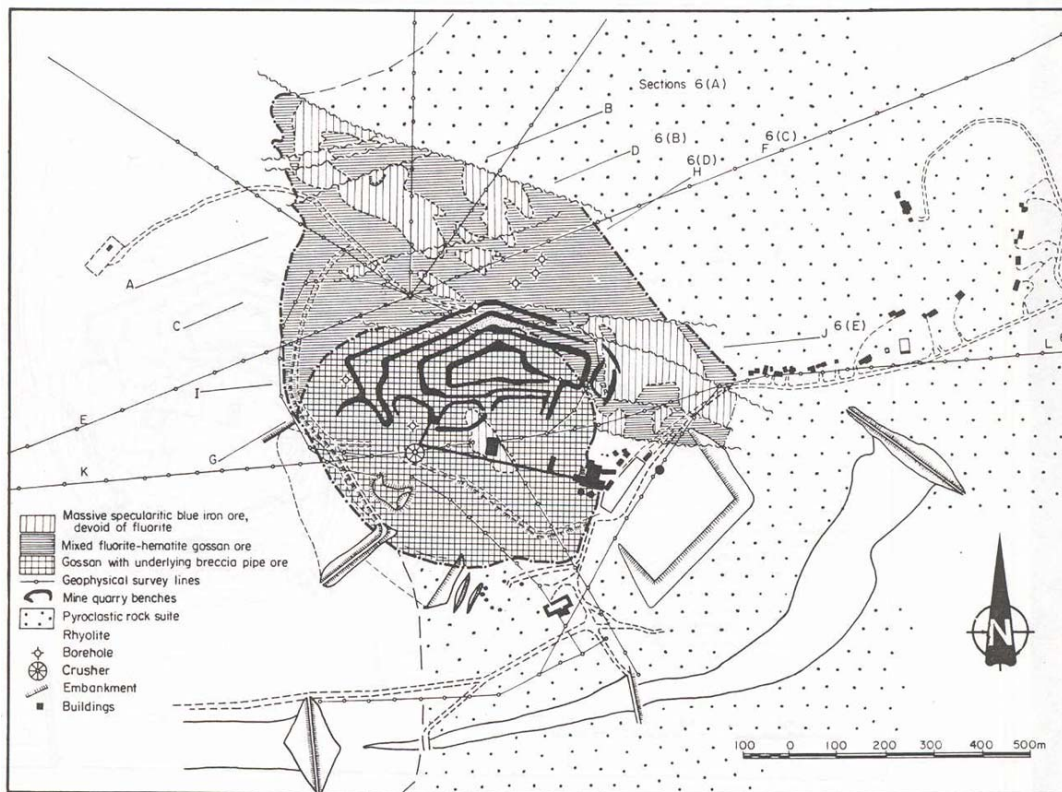 Sections 6(A)
B
6(B)
D
6(C)
F
6(D)
H
A
C
J 6(E)
L
I
E
G
K
Massive specularitic blue iron ore,
devoid of fluorite
Mixed fluorite-hematite gossan ore
Gossan with underlying breccia pipe ore
Geophysical survey lines
Mine quarry benches
Pyroclastic rock suite
Rhyolite
Borehole
Crusher
Embankment
Buildings
N
100 0 100 200 300 400 500m